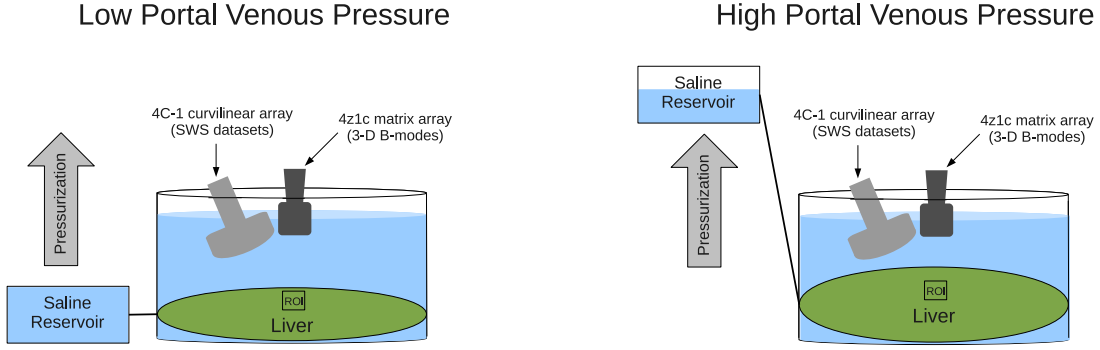 Low Portal Venous Pressure
4C-1 curvilinear array
(SWS datasets)
4z1c matrix array
(3-D B-modes)
Pressurization
Saline
Reservoir
ROI
Liver
High Portal Venous Pressure
Saline
Reservoir
4C-1 curvilinear array
(SWS datasets)
4z1c matrix array
(3-D B-modes)
Pressurization
ROI
Liver